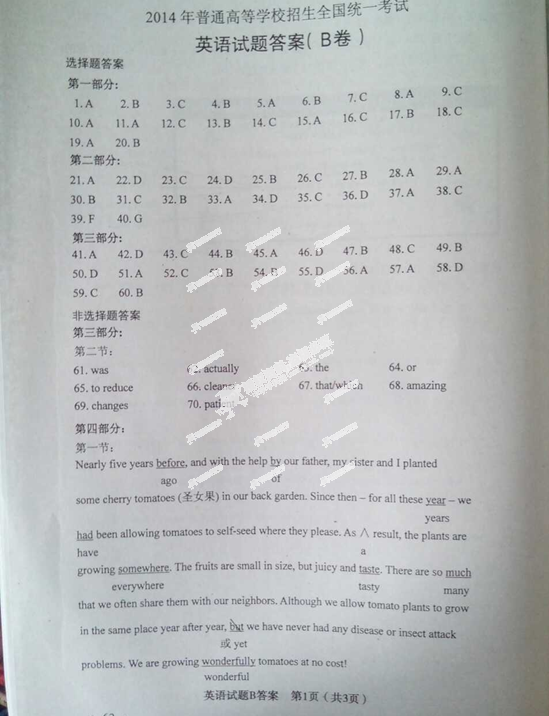 2014年普通高等学校招生全国统一考试
英语试题答案(B卷)
选择题答案
第一部分:
1. A 2. B 3. C 4. B 5. A 6. B 7. C 8. A 9. C
10. A 11. A 12. C 13. B 14. C 15. A 16. C 17. B 18. C
19. A 20. B
第二部分:
21. A 22. D 23. C 24. D 25. B 26. C 27. B 28. A 29. A
30. B 31. C 32. B 33. A 34. D 35. C 36. D 37. A 38. C
39. F 40. G
第三部分:
41. A 42. D 43. C 44. B 45. A 46. D 47. B 48. C 49. B
50. D 51. A 52. C B 54. B 55. D 56. A 57. A 58. D
59. C 60. B
非选择题答案
第三部分:
第二节:
61. was 62. actually 63. the 64. or
65. to reduce 66. 67. that/which 68. amazing
69. changes 70. patient
第四部分:
第一节:
Nearly five years before, and with the help by our father, my sister and I planted
ago of
some cherry tomatoes (圣女果) in our back garden. Since then – for all these year – we
years
had been allowing tomatoes to self-seed where they please. As ∧ result, the plants are
have a
growing somewhere. The fruits are small in size, but juicy and taste. There are so much
everywhere tasty many
that we often share them with our neighbors. Although we allow tomato plants to grow
in the same place year after year, but we have never had any disease or insect attack
或 yet
problems. We are growing wonderfully tomatoes at no cost!
wonderful
英语试题B答案 第1页(共3页)